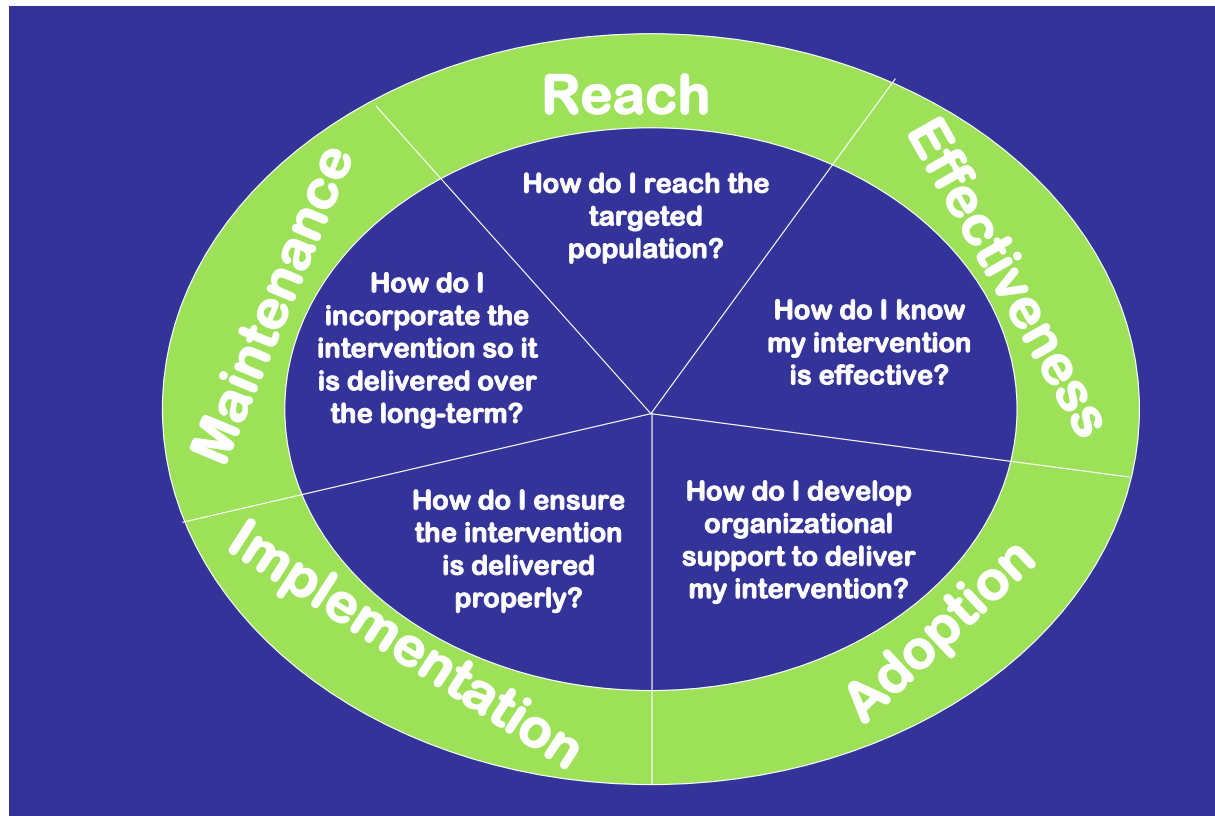 Reach
How do I reach the
targeted
population?
Effectiveness
How do I know
my intervention
is effective?
Adoption
How do I develop
organizational
support to deliver
my intervention?
Implementation
How do I ensure
the intervention
is delivered
properly?
Maintenance
How do I
incorporate the
intervention so it
is delivered over
the long-term?